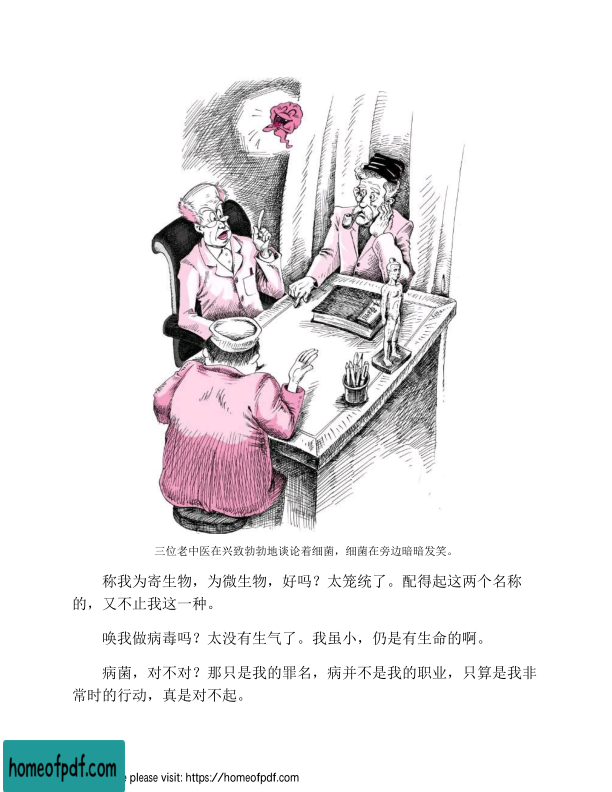 三位老中医在兴致勃勃地谈论着细菌，细菌在旁边暗暗发笑。
称我为寄生物，为微生物，好吗？太笼统了。配得起这两个名称
的，又不止我这一种。
唤我做病毒吗？太没有生气了。我虽小，仍是有生命的啊。
病菌，对不对？那只是我的罪名，病并不是我的职业，只算是我非
常时的行动，真是对不起。
homeofpdf.com
e please visit: https://homeofpdf.com